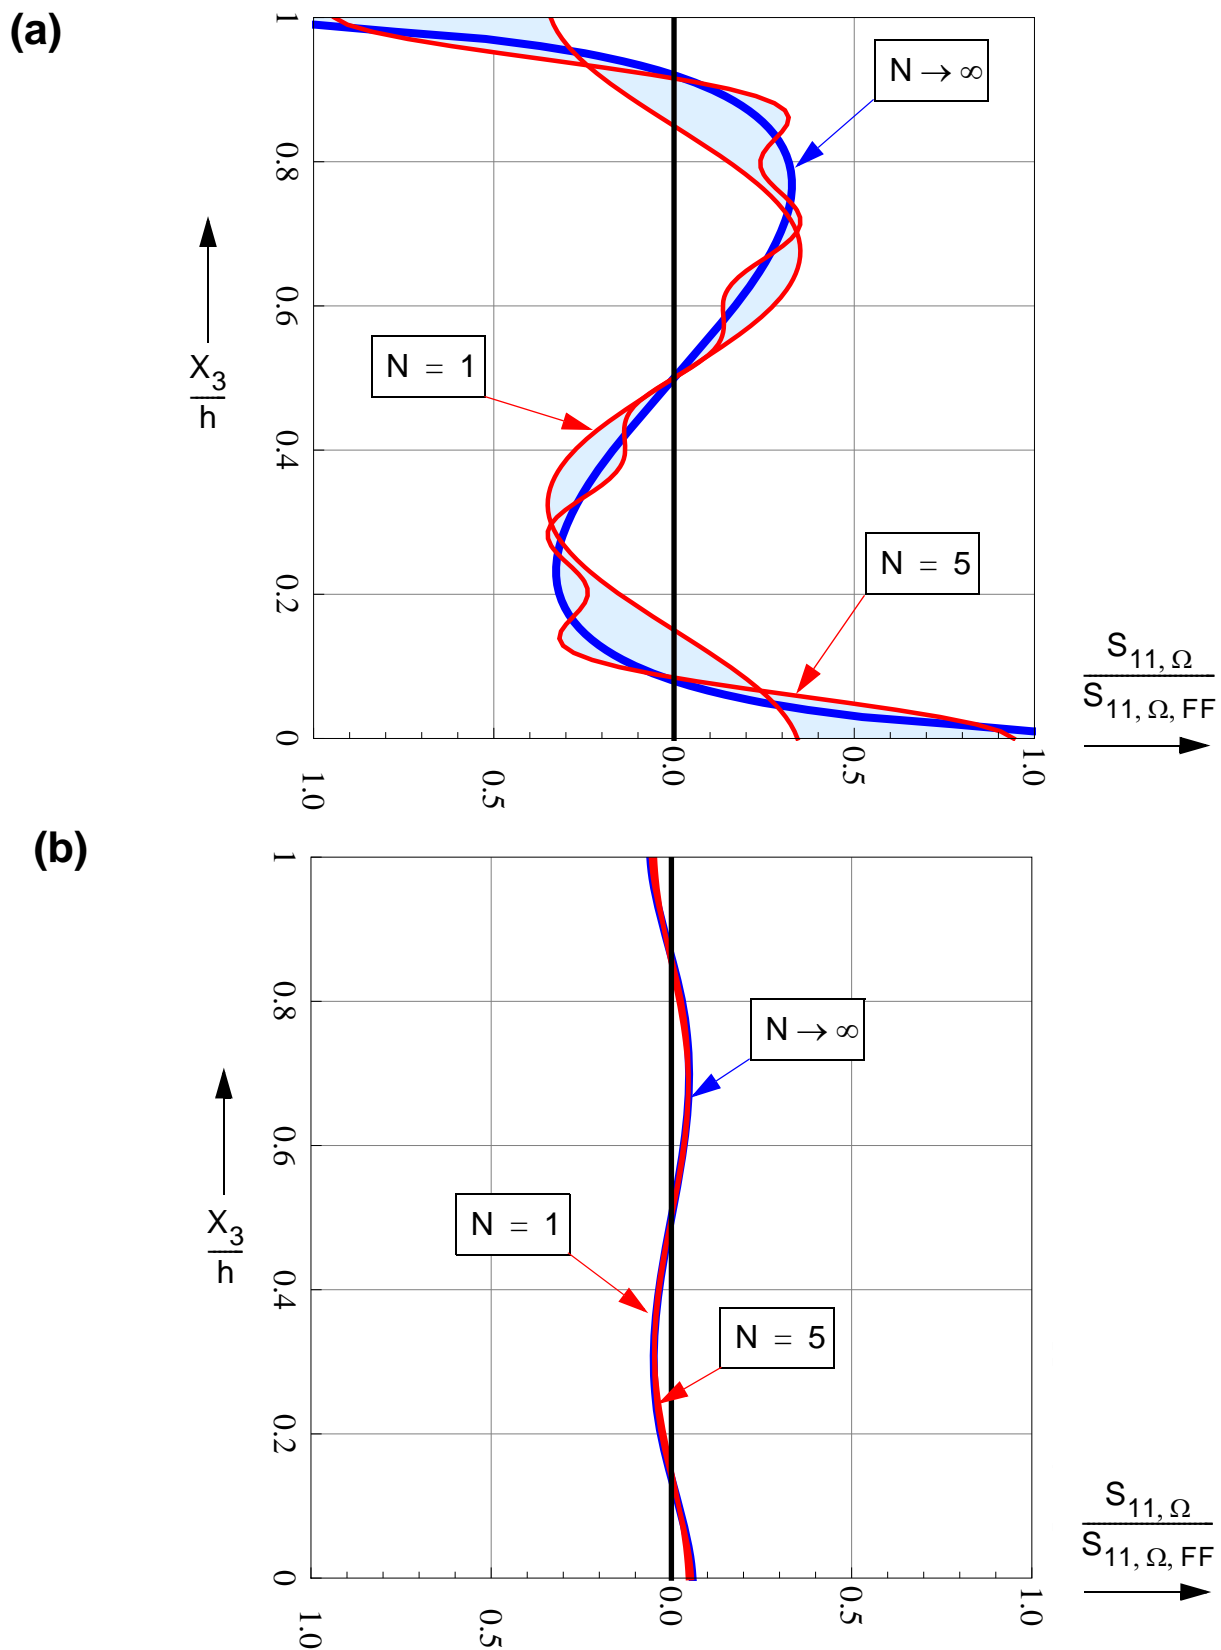 (a)
1
0.8
0.6
0.4
0.2
0
X3
h
N → ∞
N = 1
N = 5
S11, Ω
S11, Ω, FF
1.0
0.5
0.0
0.5
1.0
(b)
1
0.8
0.6
0.4
0.2
0
X3
h
N → ∞
N = 1
N = 5
S11, Ω
S11, Ω, FF
1.0
0.5
0.0
0.5
1.0